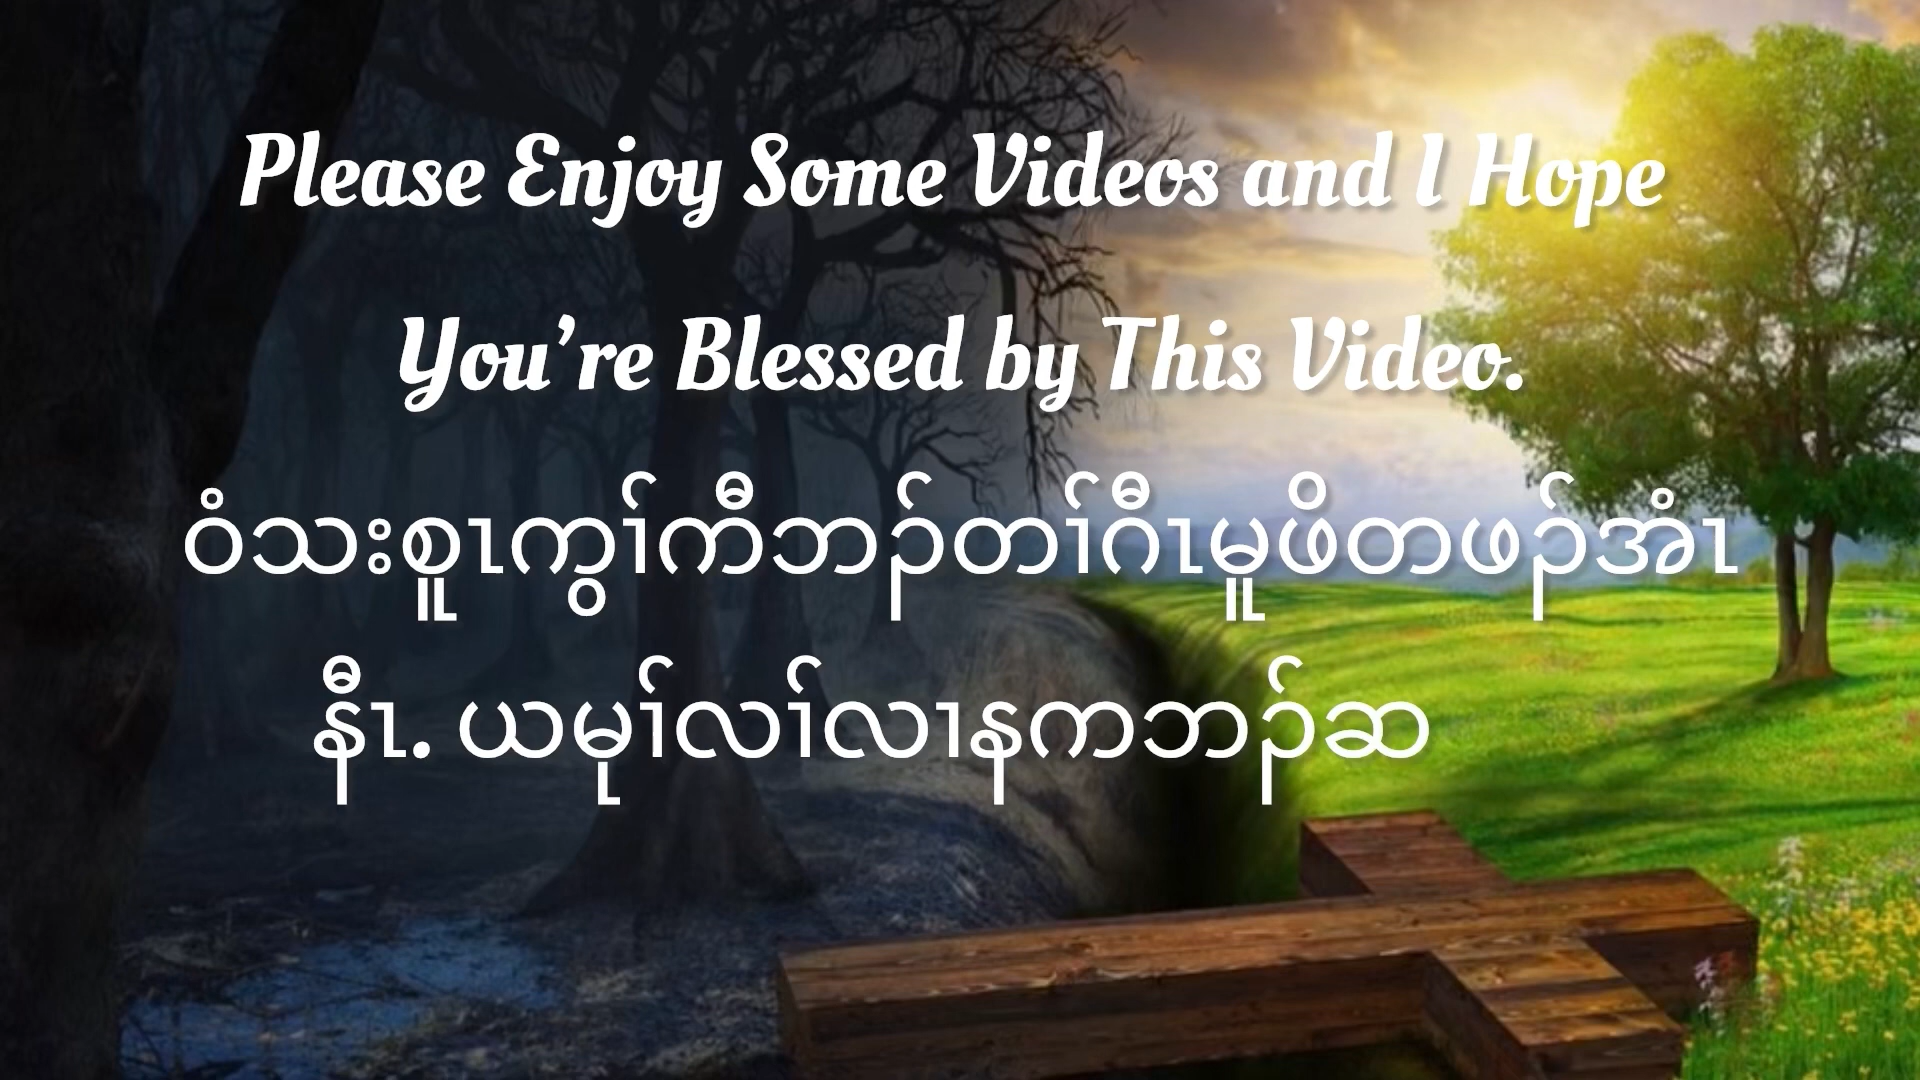 Please Enjoy Some Videos and I Hope
You're Blessed by This Video.
ဝံသးစူၤကွၢ်ကီဘၣ်တၢ်ဂီၤမူဖိတဖၣ်အံၤ
နီၤ. ယမုၢ်လၢ်လၢနကဘၣ်ဆ